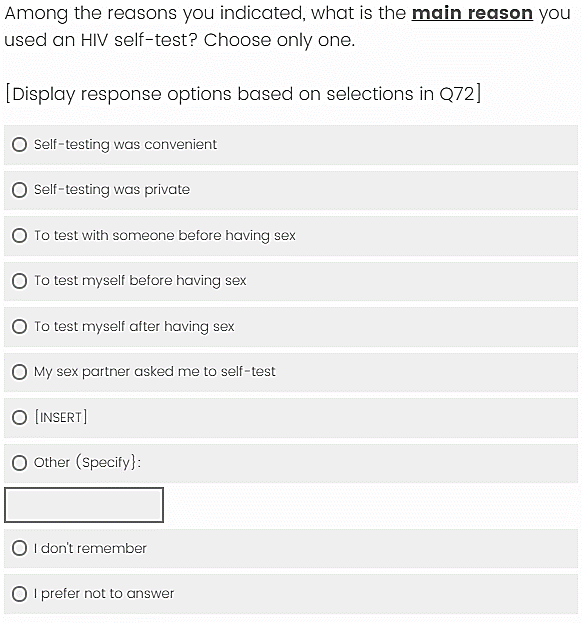 Among the reasons you indicated, what is the main reason you
used an HIV self-test? Choose only one.
[Display response options based on selections in Q72]
Self-testing was convenient
Self-testing was private
To test with someone before having sex
To test myself before having sex
To test myself after having sex
My sex partner asked me to self-test
[INSERT]
Other (Specify}:
I don't remember
I prefer not to answer